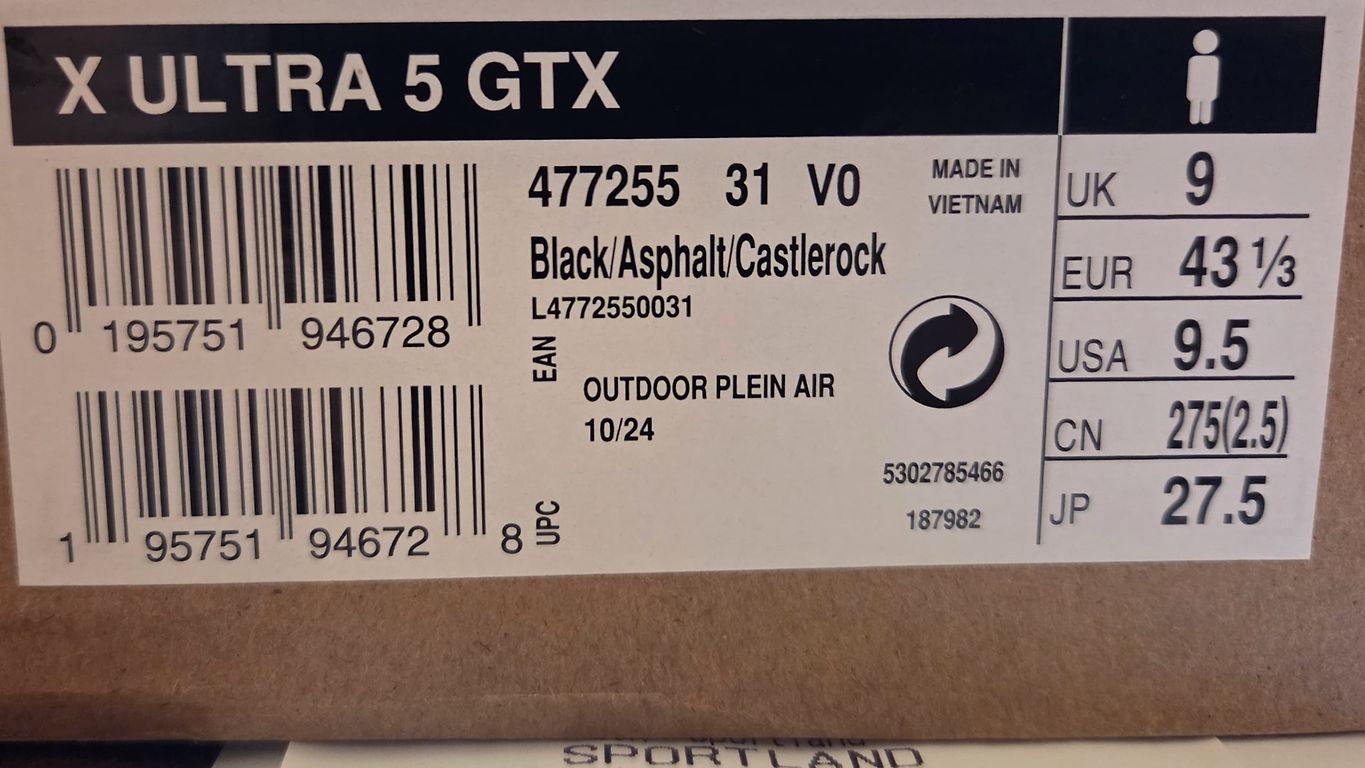 X ULTRA 5 GTX
477255 31 V0
MADE IN
VIETNAM
Black/Asphalt/Castlerock
L4772550031
0 195751 946728
EAN
OUTDOOR PLEIN AIR
10/24
5302785466
187982
1 95751 94672 8
UPC
UK 9
EUR 43 1/3
USA 9.5
CN 275(2.5)
JP 27.5
SPORTLAND